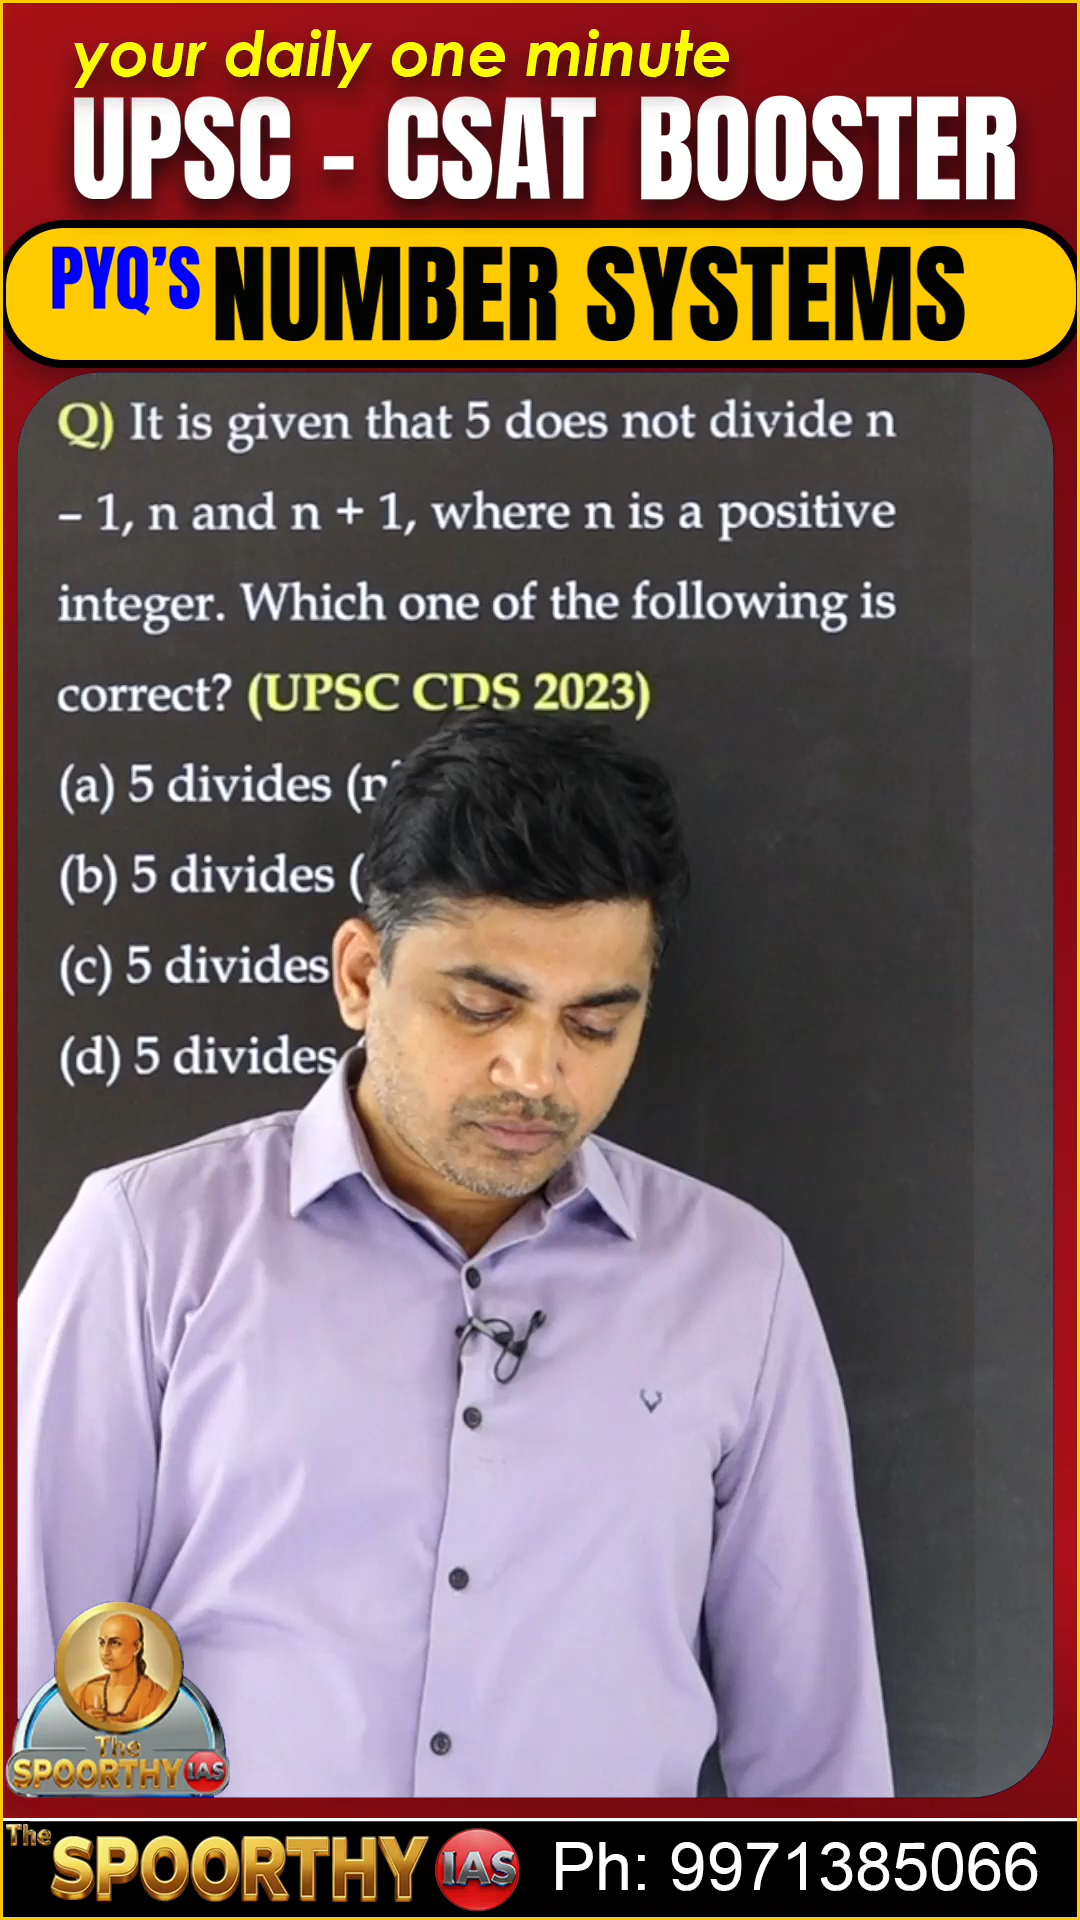 your daily one minute
UPSC - CSAT BOOSTER
PYQ'S NUMBER SYSTEMS
Q) It is given that 5 does not divide n
– 1, n and n + 1, where n is a positive
integer. Which one of the following is
correct? (UPSC CDS 2023)
(a) 5 divides (n
(b) 5 divides (
(c) 5 divides
(d) 5 divides
The
SPOORTHY IAS
The
SPOORTHY IAS Ph: 9971385066